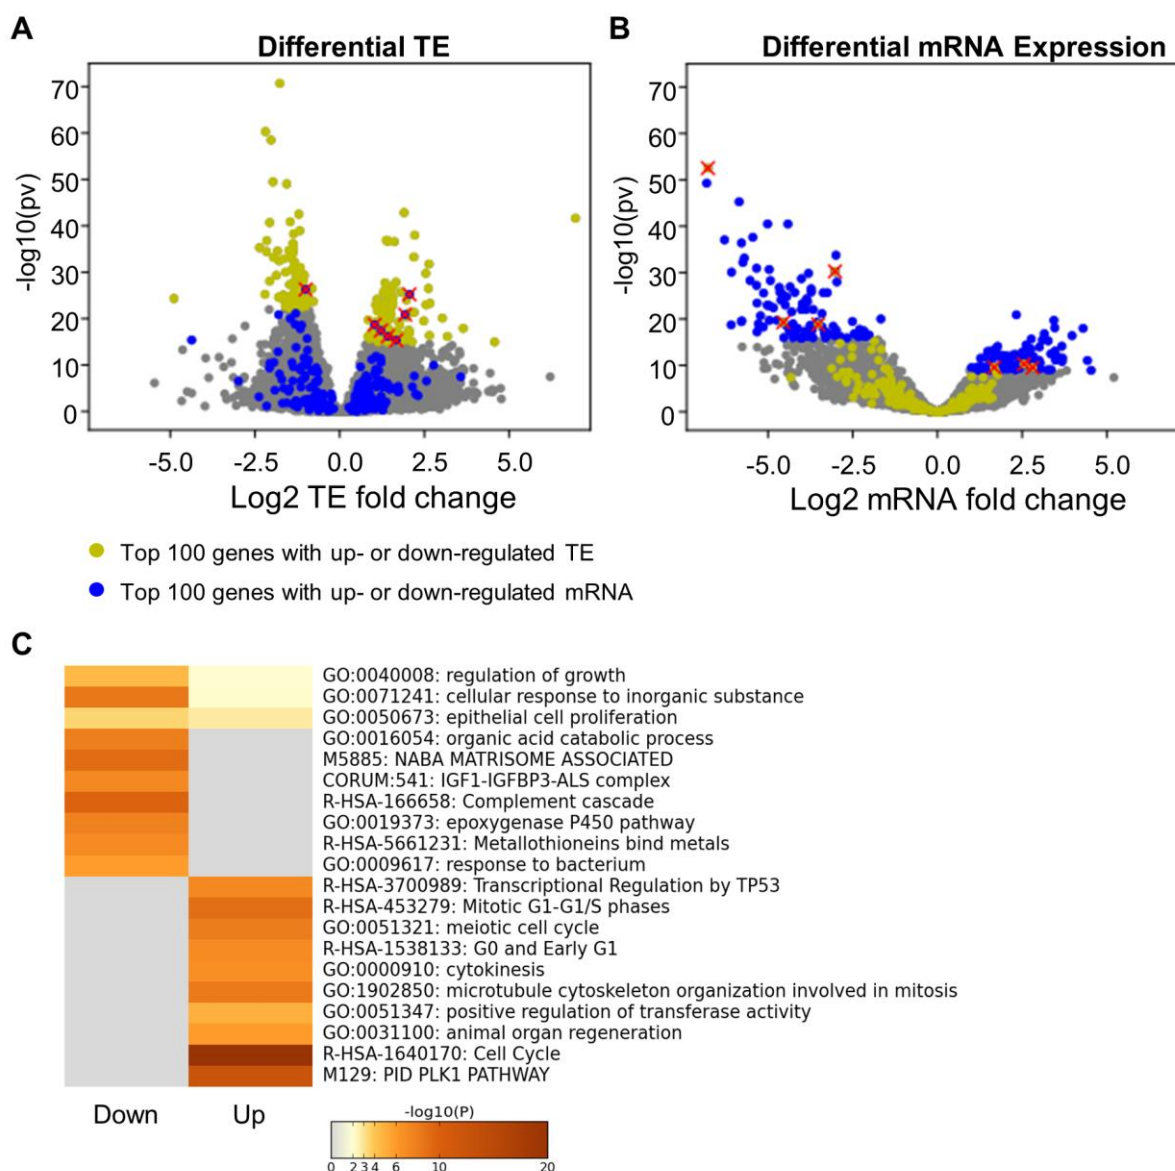 A
Differential TE
-log10(pv)
70
60
50
40
30
20
10
0
-5.0 -2.5 0.0 2.5 5.0
Log2 TE fold change
B
Differential mRNA Expression
-log10(pv)
70
60
50
40
30
20
10
0
-5.0 -2.5 0.0 2.5 5.0
Log2 mRNA fold change
Top 100 genes with up- or down-regulated TE
Top 100 genes with up- or down-regulated mRNA
C
GO:0040008: regulation of growth
GO:0071241: cellular response to inorganic substance
GO:0050673: epithelial cell proliferation
GO:0016054: organic acid catabolic process
M5885: NABA MATRISOME ASSOCIATED
CORUM:541: IGF1-IGFBP3-ALS complex
R-HSA-166658: Complement cascade
GO:0019373: epoxygenase P450 pathway
R-HSA-5661231: Metallothioneins bind metals
GO:0009617: response to bacterium
R-HSA-3700989: Transcriptional Regulation by TP53
R-HSA-453279: Mitotic G1-G1/S phases
GO:0051321: meiotic cell cycle
R-HSA-1538133: G0 and Early G1
GO:0000910: cytokinesis
GO:1902850: microtubule cytoskeleton organization involved in mitosis
GO:0051347: positive regulation of transferase activity
GO:0031100: animal organ regeneration
R-HSA-1640170: Cell Cycle
M129: PID PLK1 PATHWAY
Down Up
-log10(P)
0 2 3 4 6 10 20